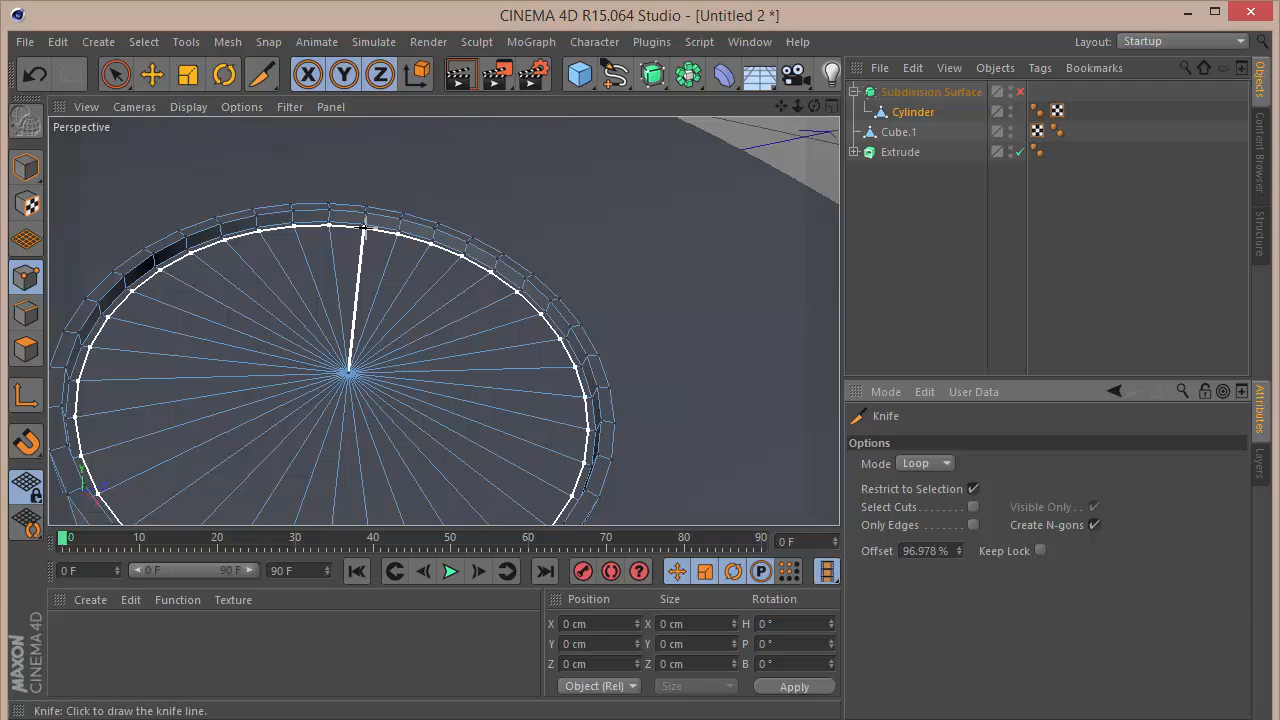 CINEMA 4D R15.064 Studio - [Untitled 2 *]
File Edit Create Select Tools Mesh Snap Animate Simulate Render Sculpt MoGraph Character Plugins Script Window Help Layout: Startup
X Y Z
File Edit View Objects Tags Bookmarks
View Cameras Display Options Filter Panel
Perspective
Subdivision Surface
Cylinder
Cube.1
Extrude
Objects
Content Browser
Structure
Mode Edit User Data
Knife
Options
Mode Loop
Restrict to Selection
Select Cuts . . . . . . . Visible Only . .
Only Edges . . . . . . . Create N-gons
Offset 96.978 % Keep Lock
Attributes
Layers
Y Z X
0 10 20 30 40 50 60 70 80 90 0 F
0 F 0 F 90 F 90 F
P
Create Edit Function Texture
Position Size Rotation
X 0 cm X 0 cm H 0 °
Y 0 cm Y 0 cm P 0 °
Z 0 cm Z 0 cm B 0 °
Object (Rel) Size Apply
MAXON
CINEMA 4D
Knife: Click to draw the knife line.